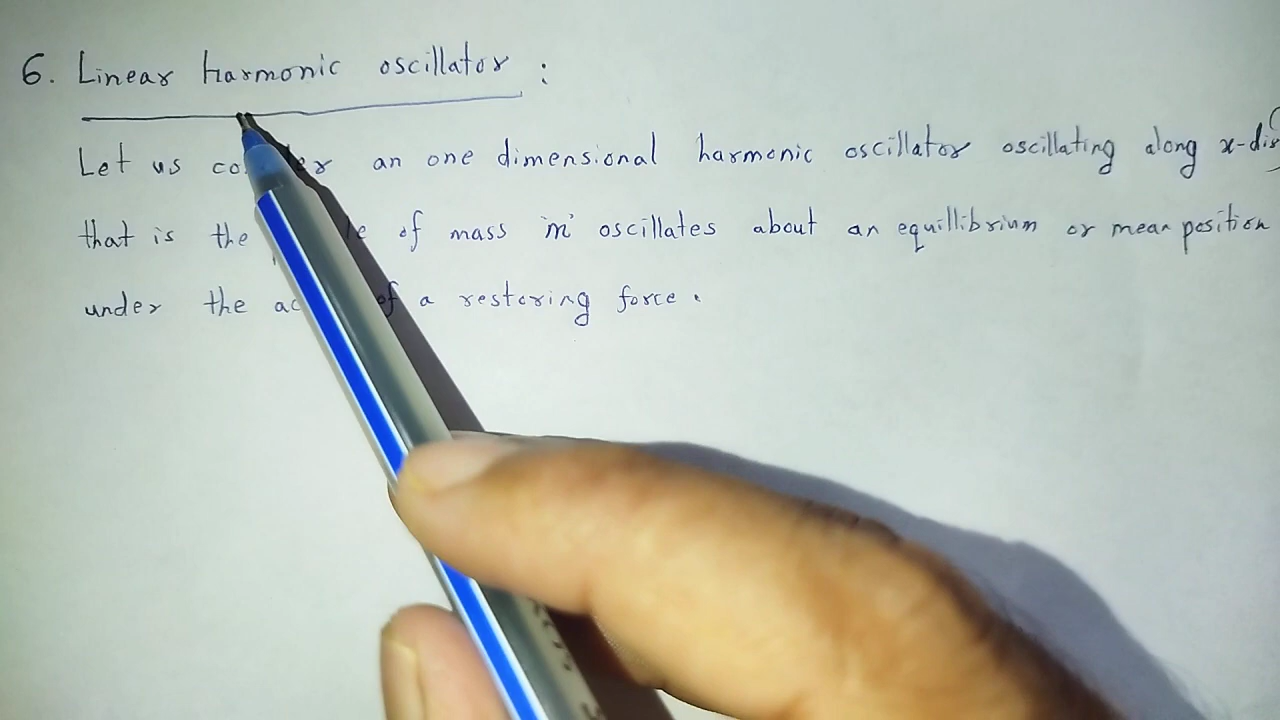 6. Linear harmonic oscillator :
Let us an one dimensional harmonic oscillator oscillating along x-dis
that is the of mass 'm' oscillates about an equillibrium or mean position
under the of a restoring force.